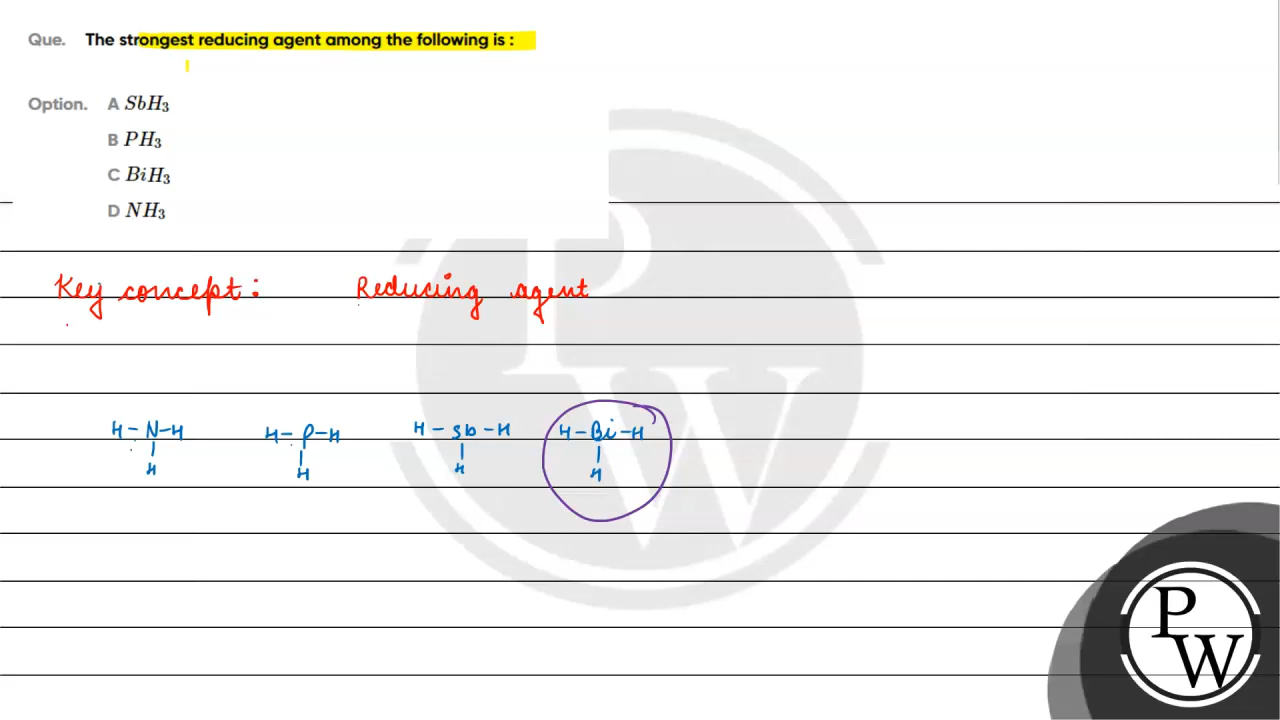 Que. The strongest reducing agent among the following is :
Option. A SbH₃
B PH₃
C BiH₃
D NH₃
Key concept : Reducing agent
H - N - H
H
H - P - H
H
H - Sb - H
H
H - Bi - H
H
P
W
P
W